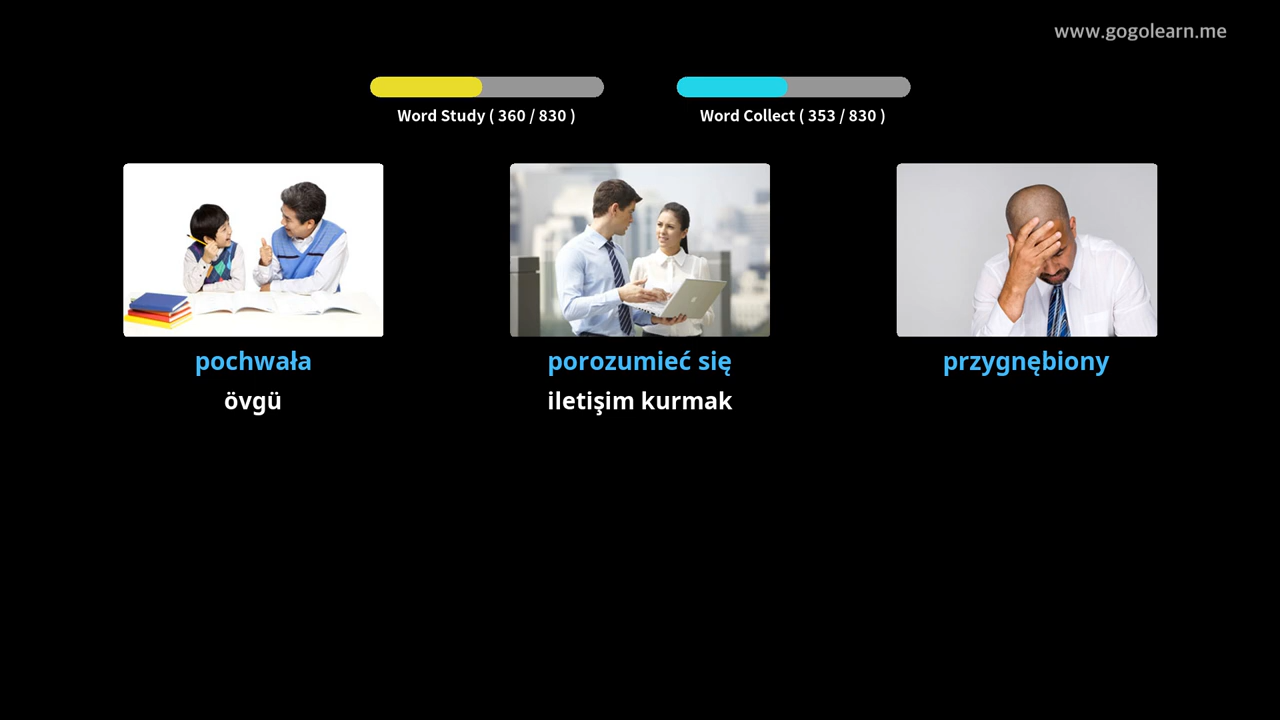 www.gogolearn.me
Word Study ( 360 / 830 )
Word Collect ( 353 / 830 )
pochwała
porozumieć się
przygnębiony
övgü
iletişim kurmak